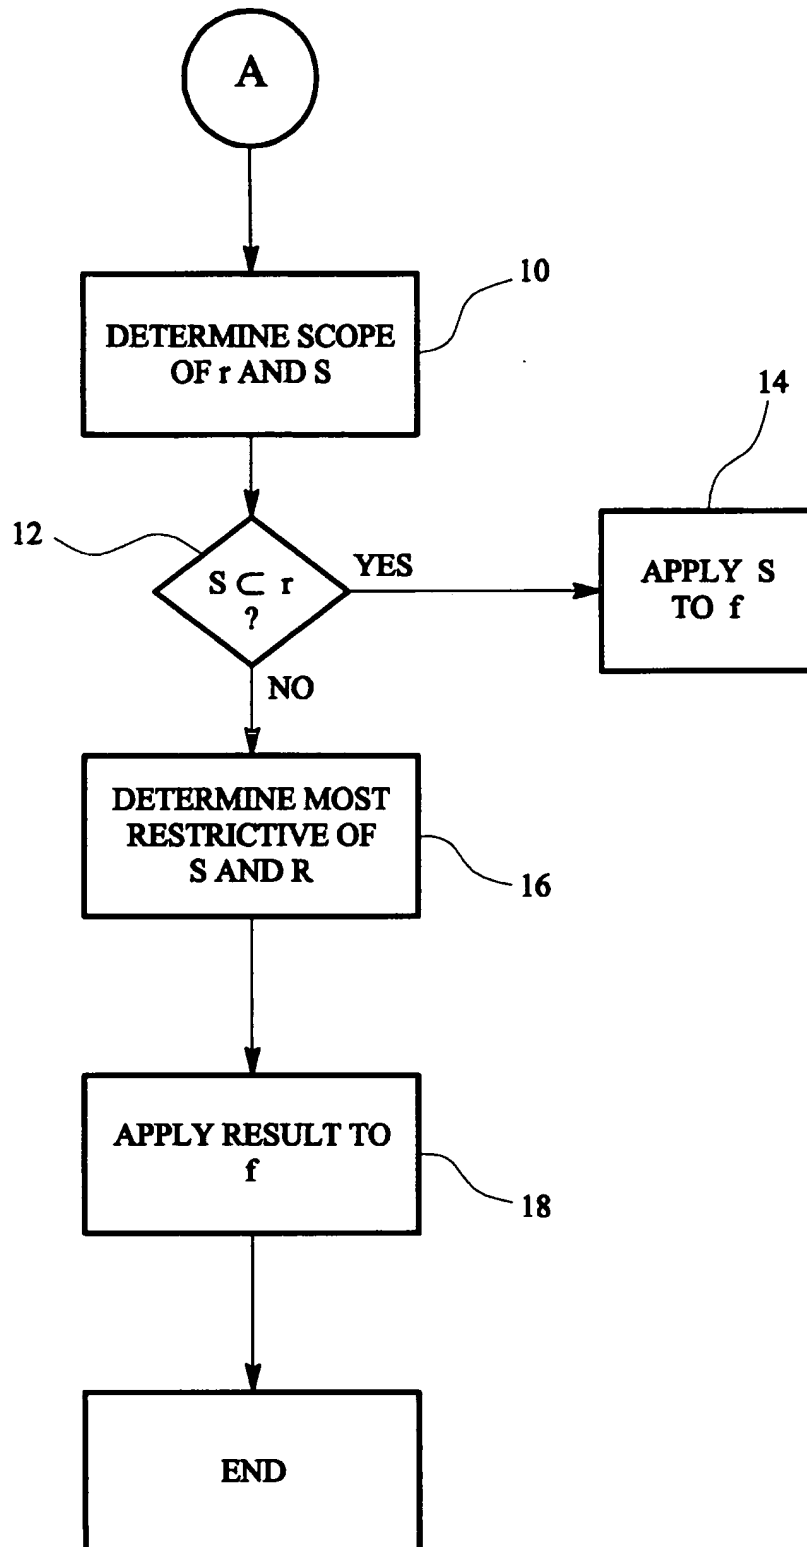 A
10
DETERMINE SCOPE
OF r AND S
14
12
S ⊂ r
?
YES
APPLY S
TO f
NO
DETERMINE MOST
RESTRICTIVE OF
S AND R
16
APPLY RESULT TO
f
18
END